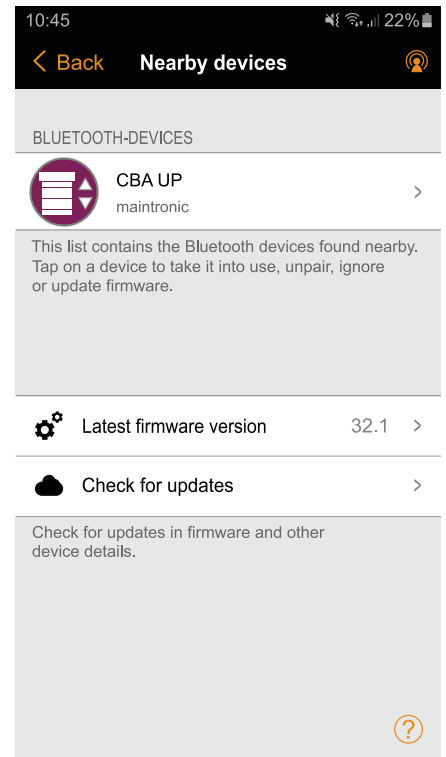 10:45 22%
Back Nearby devices
BLUETOOTH-DEVICES
CBA UP
maintronic
This list contains the Bluetooth devices found nearby.
Tap on a device to take it into use, unpair, ignore
or update firmware.
Latest firmware version 32.1
Check for updates
Check for updates in firmware and other
device details.
?